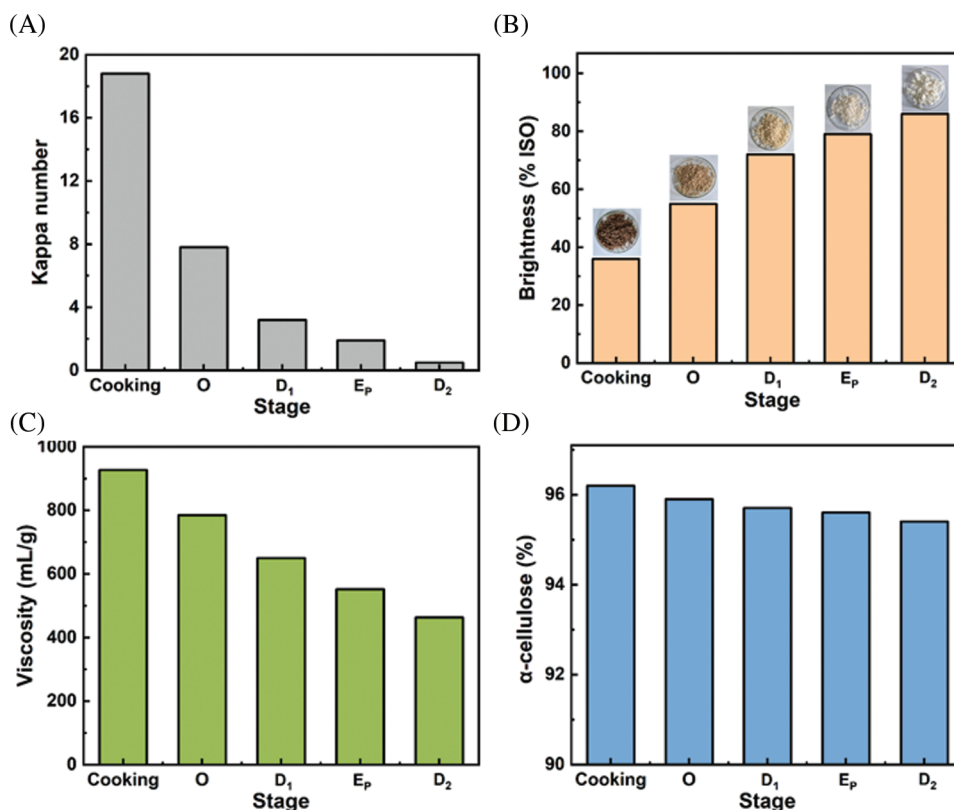 (A)
20
16
12
8
4
0
Kappa number
Cooking O D₁ Eₚ D₂
Stage
(B)
100
80
60
40
20
0
Brightness (% ISO)
Cooking O D₁ Eₚ D₂
Stage
(C)
1000
800
600
400
200
0
Viscosity (mL/g)
Cooking O D₁ Eₚ D₂
Stage
(D)
96
94
92
90
α-cellulose (%)
Cooking O D₁ Eₚ D₂
Stage